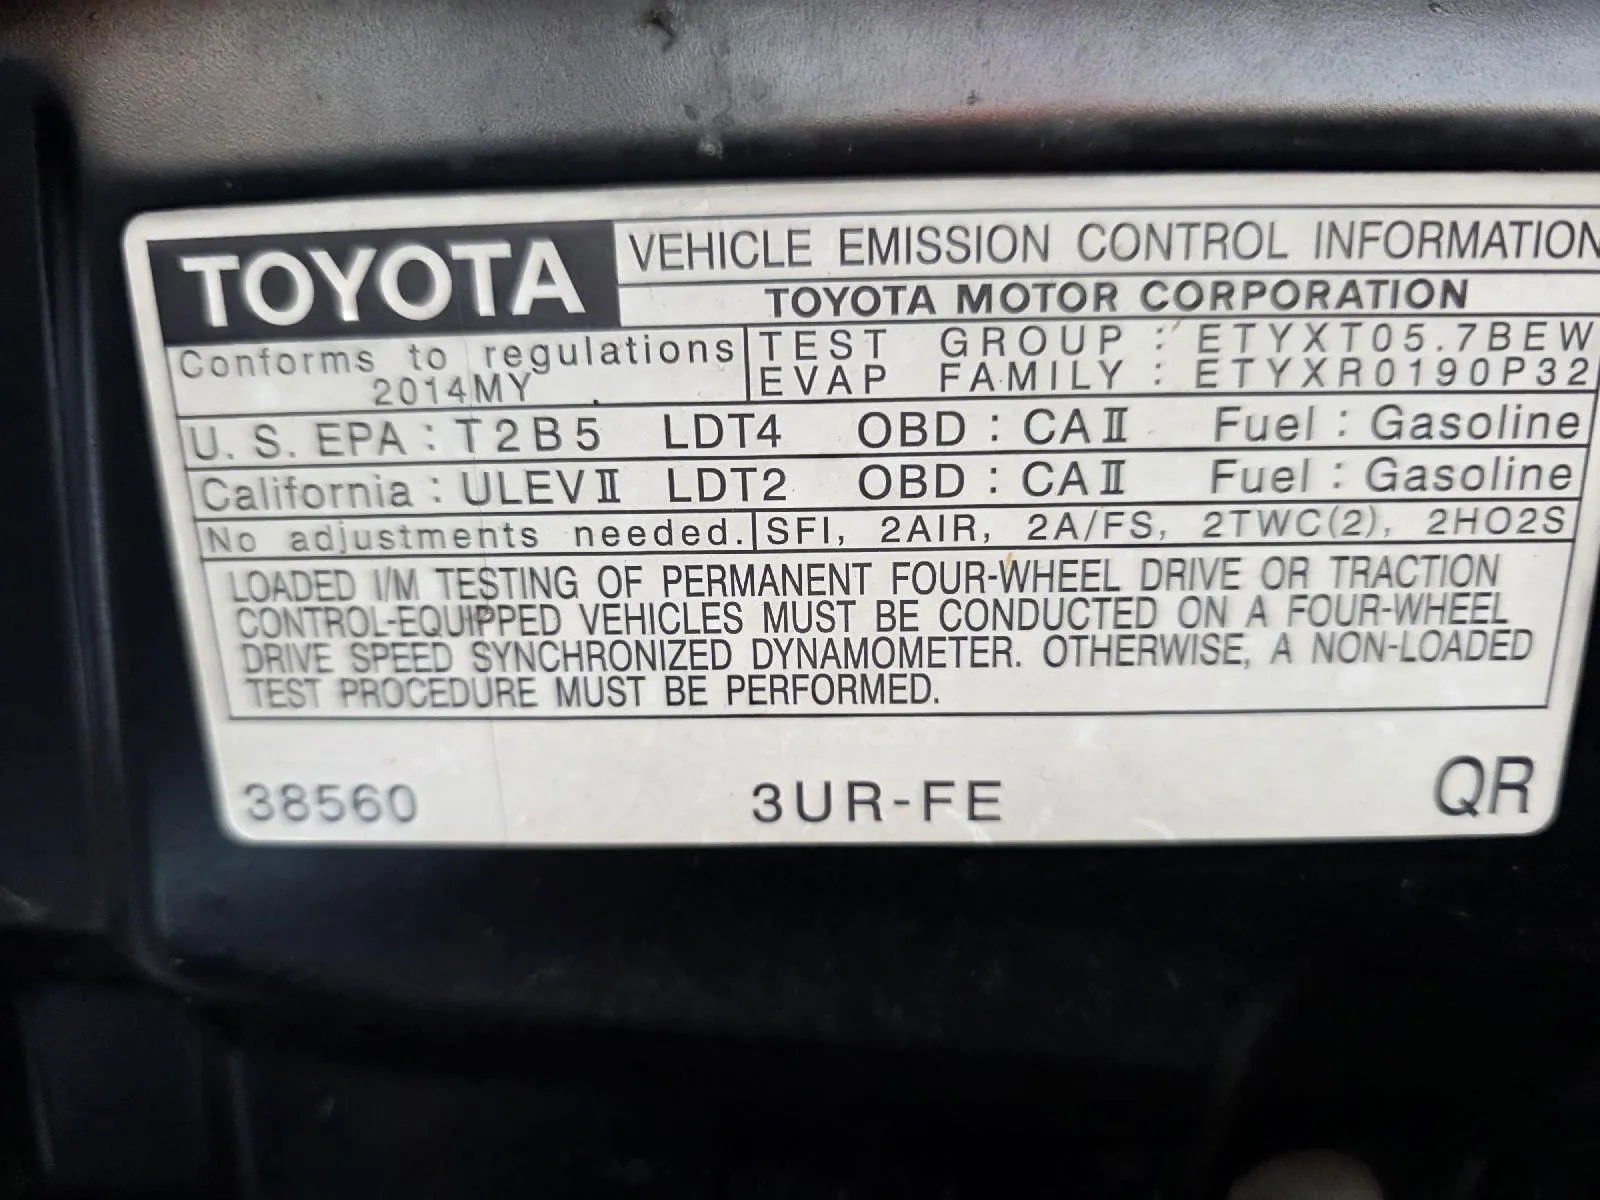 TOYOTA VEHICLE EMISSION CONTROL INFORMATION
TOYOTA MOTOR CORPORATION
Conforms to regulations
2014MY
TEST GROUP : ETYXT05.7BEW
EVAP FAMILY : ETYXR0190P32
U. S. EPA : T2B5 LDT4 OBD : CAⅡ Fuel : Gasoline
California : ULEVⅡ LDT2 OBD : CAⅡ Fuel : Gasoline
No adjustments needed. SFI, 2AIR, 2A/FS, 2TWC(2), 2HO2S
LOADED I/M TESTING OF PERMANENT FOUR-WHEEL DRIVE OR TRACTION
CONTROL-EQUIPPED VEHICLES MUST BE CONDUCTED ON A FOUR-WHEEL
DRIVE SPEED SYNCHRONIZED DYNAMOMETER. OTHERWISE, A NON-LOADED
TEST PROCEDURE MUST BE PERFORMED.
38560 3UR-FE QR